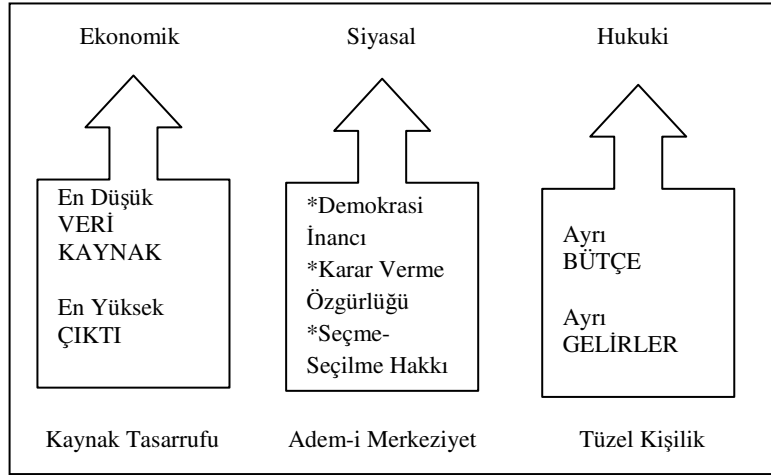 Ekonomik
Siyasal
Hukuki
En Düşük
VERİ
KAYNAK
En Yüksek
ÇIKTI
*Demokrasi
İnancı
*Karar Verme
Özgürlüğü
*Seçme-
Seçilme Hakkı
Ayrı
BÜTÇE
Ayrı
GELİRLER
Kaynak Tasarrufu
Adem-i Merkeziyet
Tüzel Kişilik